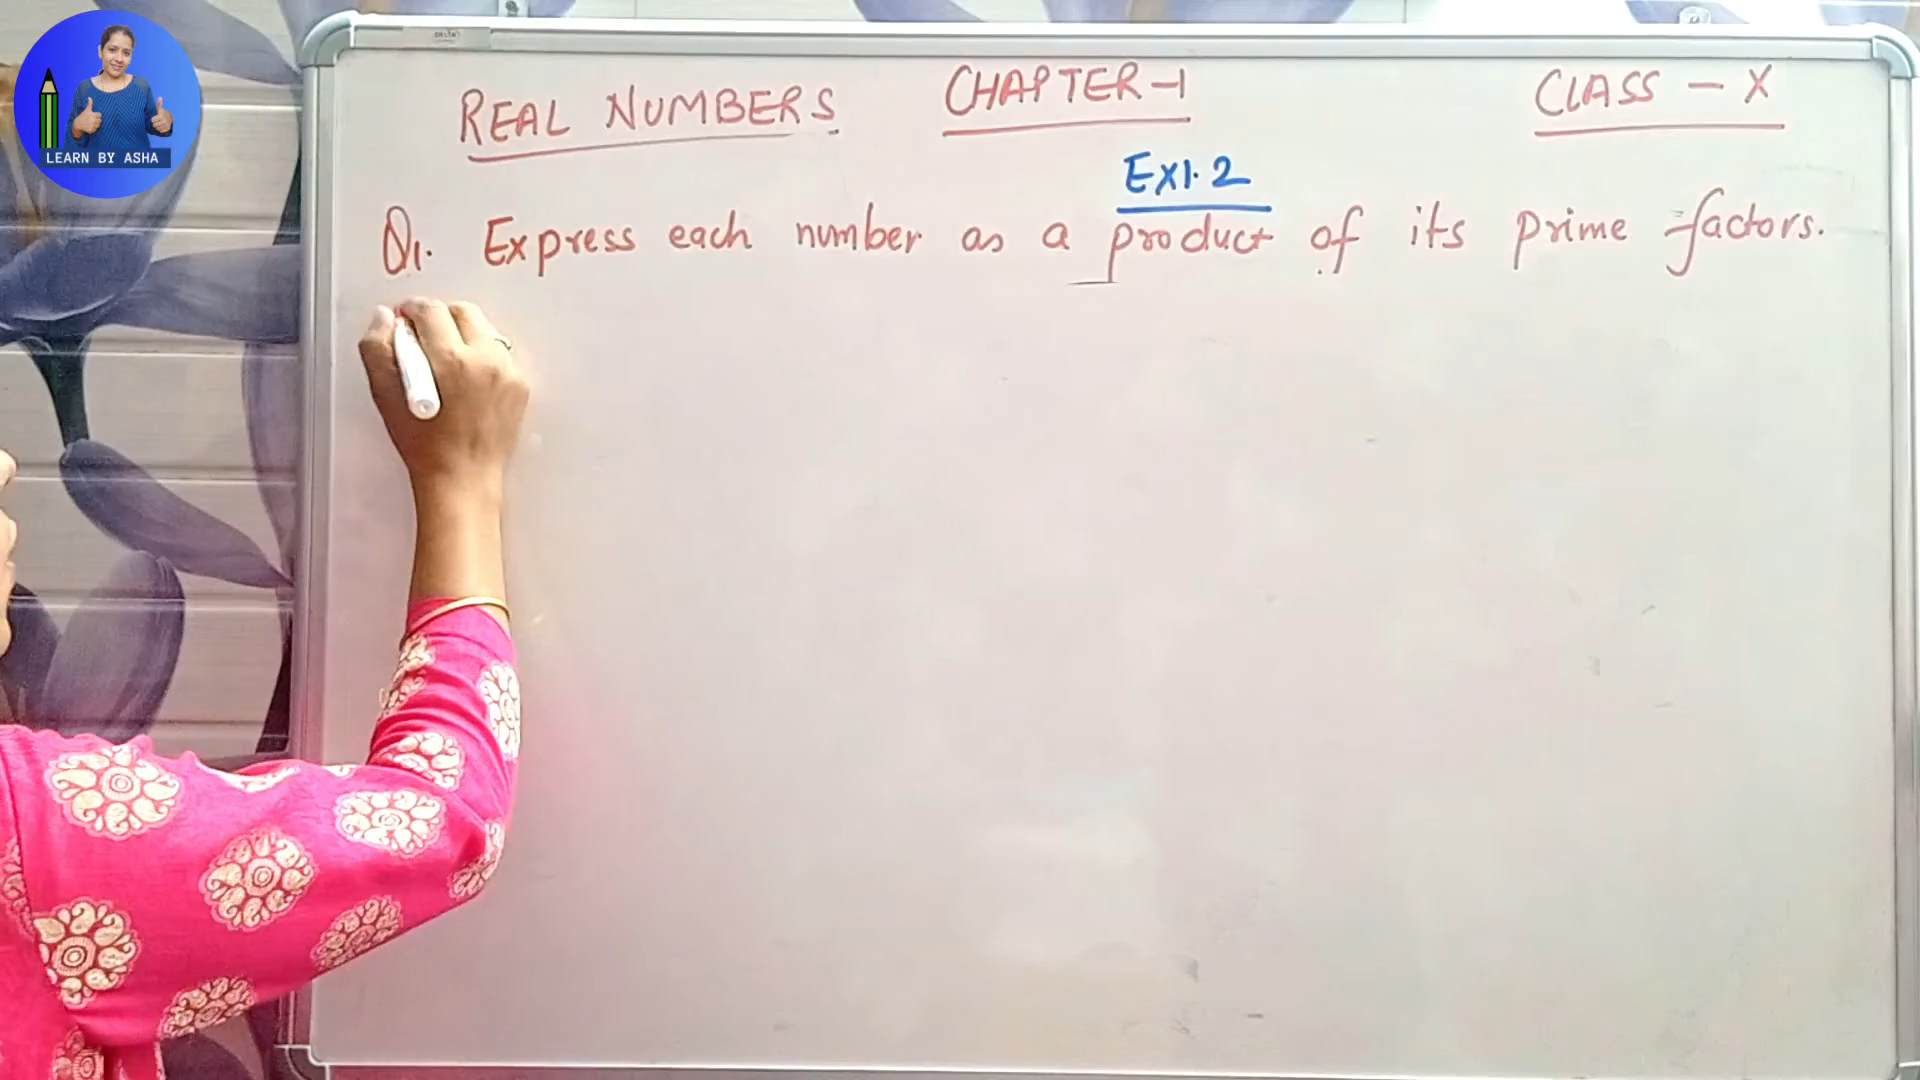 LEARN BY ASHA
REAL NUMBERS CHAPTER-1 CLASS - X
EX1.2
Q1. Express each number as a product of its prime factors.